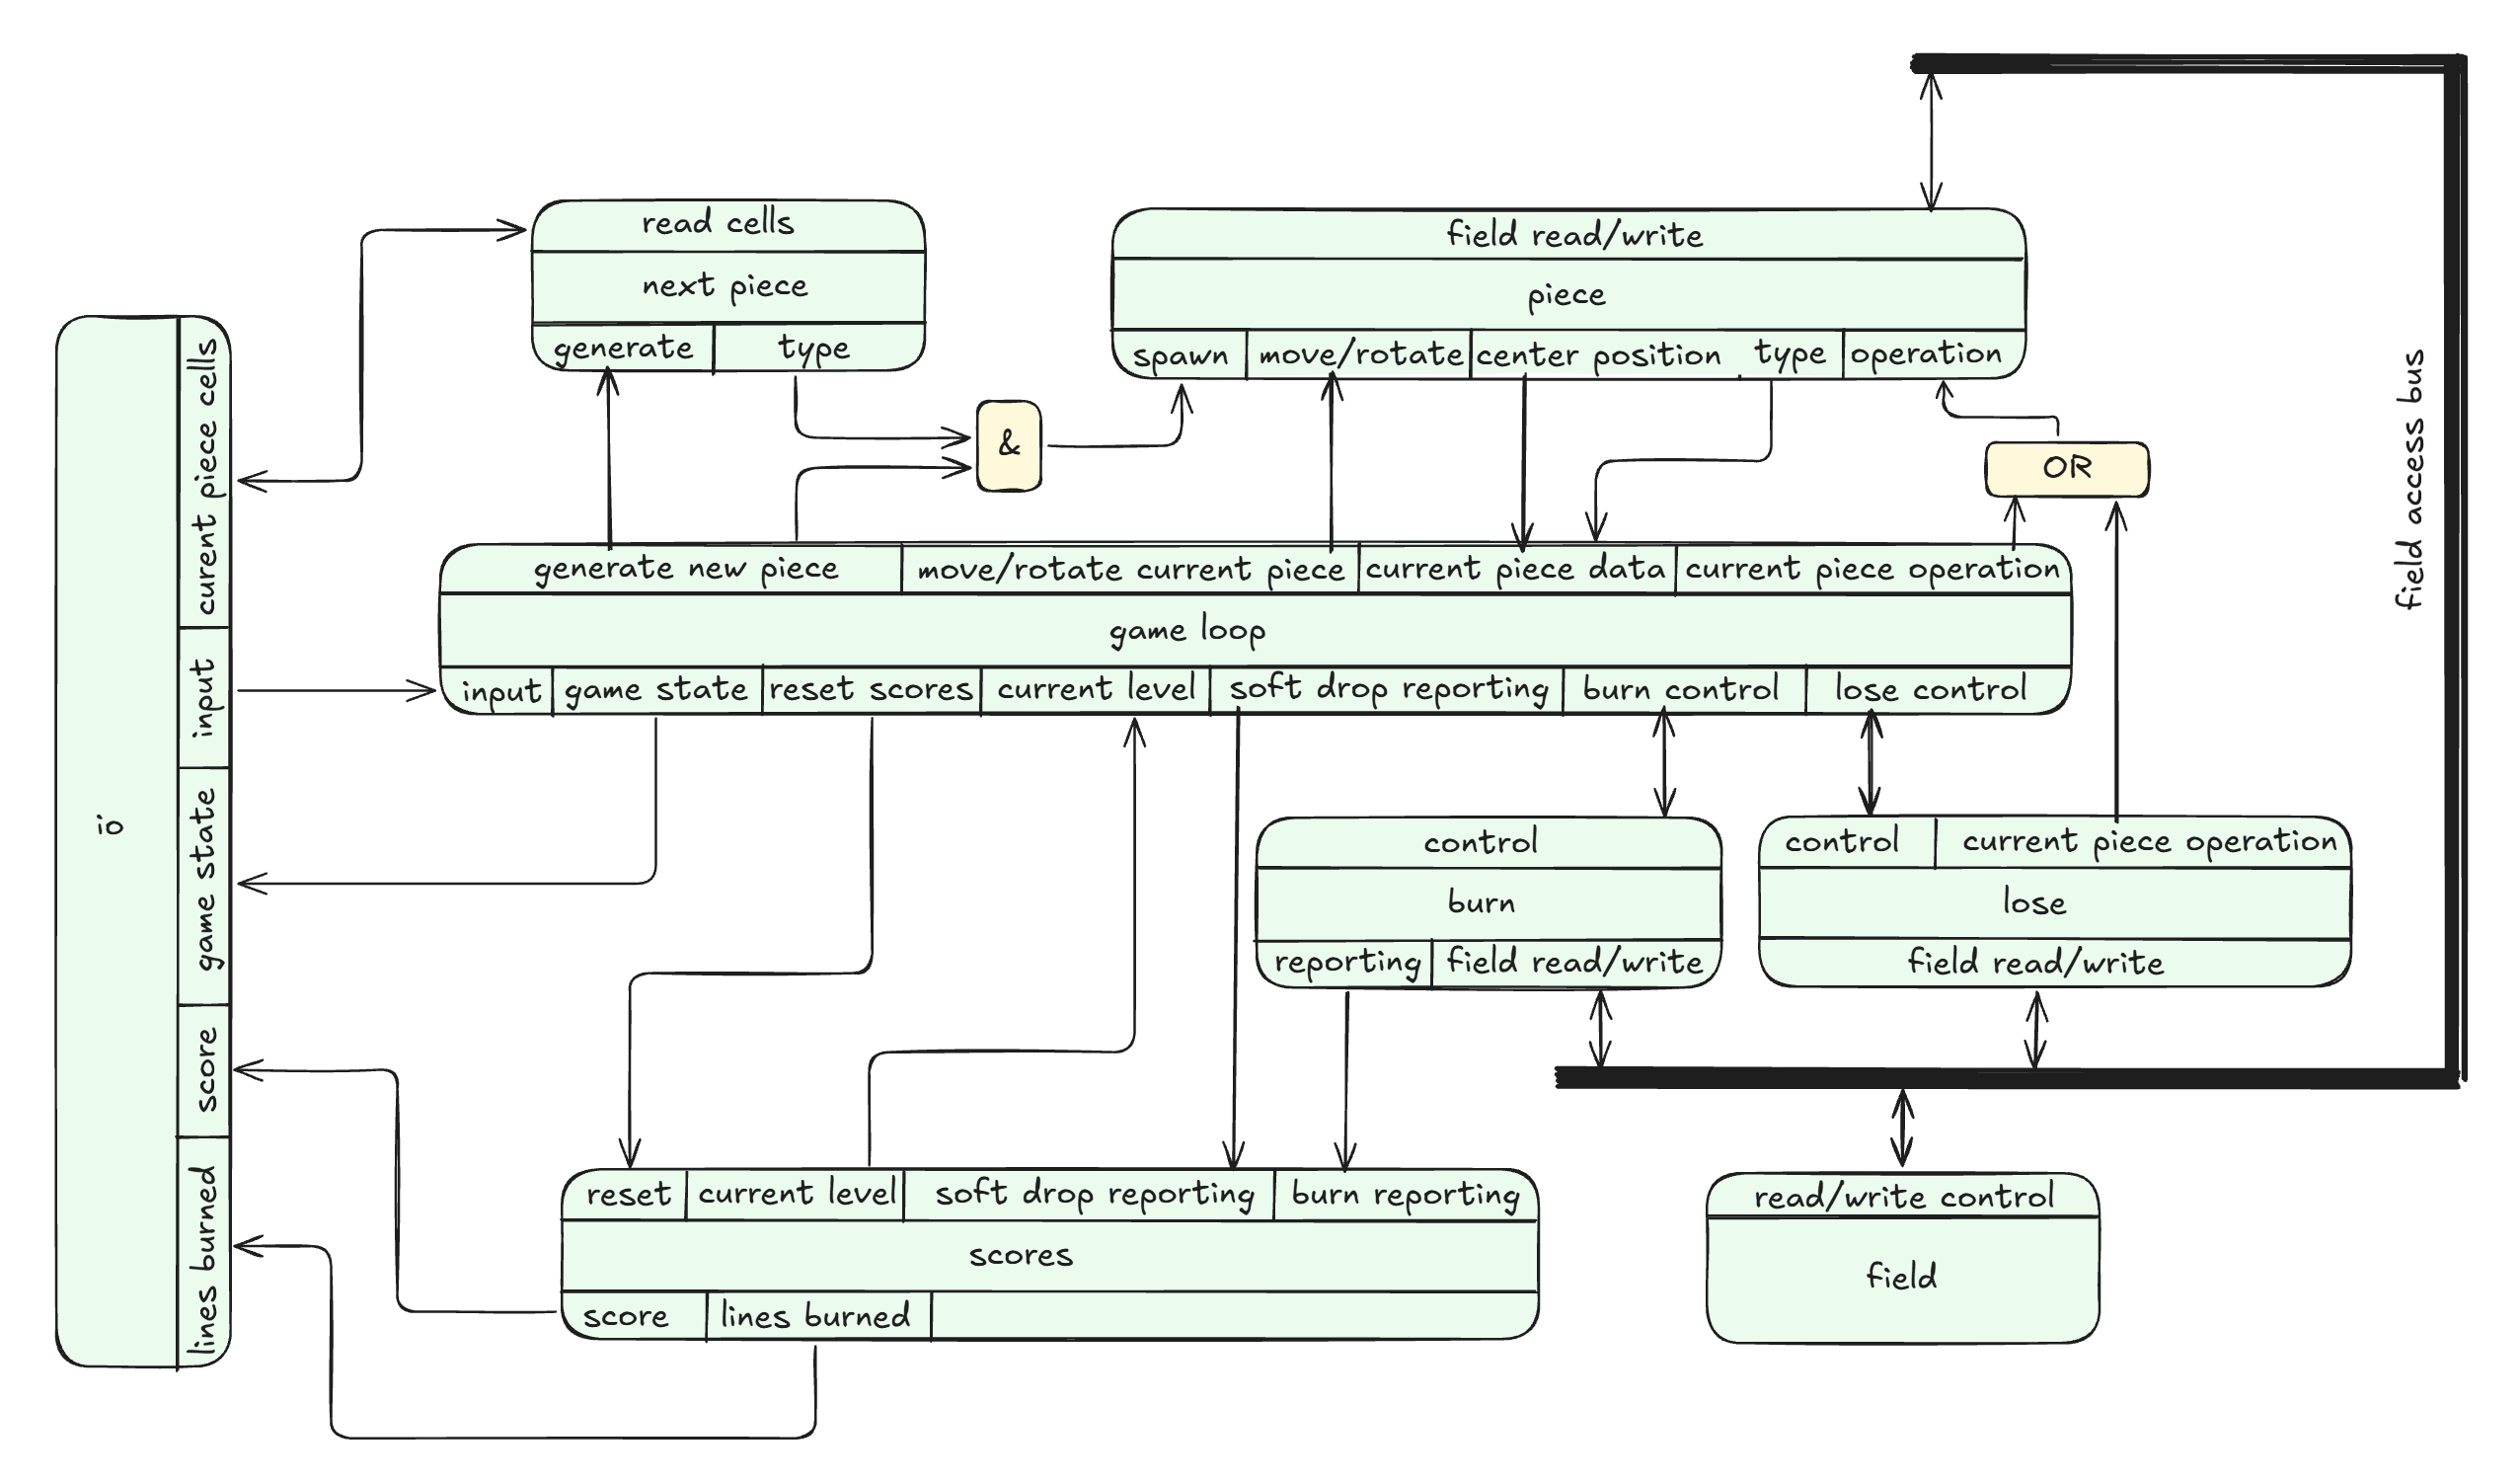 read cells
next piece
generate
type
field read/write
piece
spawn
move/rotate
center position
type
operation
&
OR
field access bus
io
curent piece cells
input
game state
score
lines burned
generate new piece
move/rotate current piece
current piece data
current piece operation
game loop
input
game state
reset scores
current level
soft drop reporting
burn control
lose control
control
burn
reporting
field read/write
control
current piece operation
lose
field read/write
reset
current level
soft drop reporting
burn reporting
scores
score
lines burned
read/write control
field